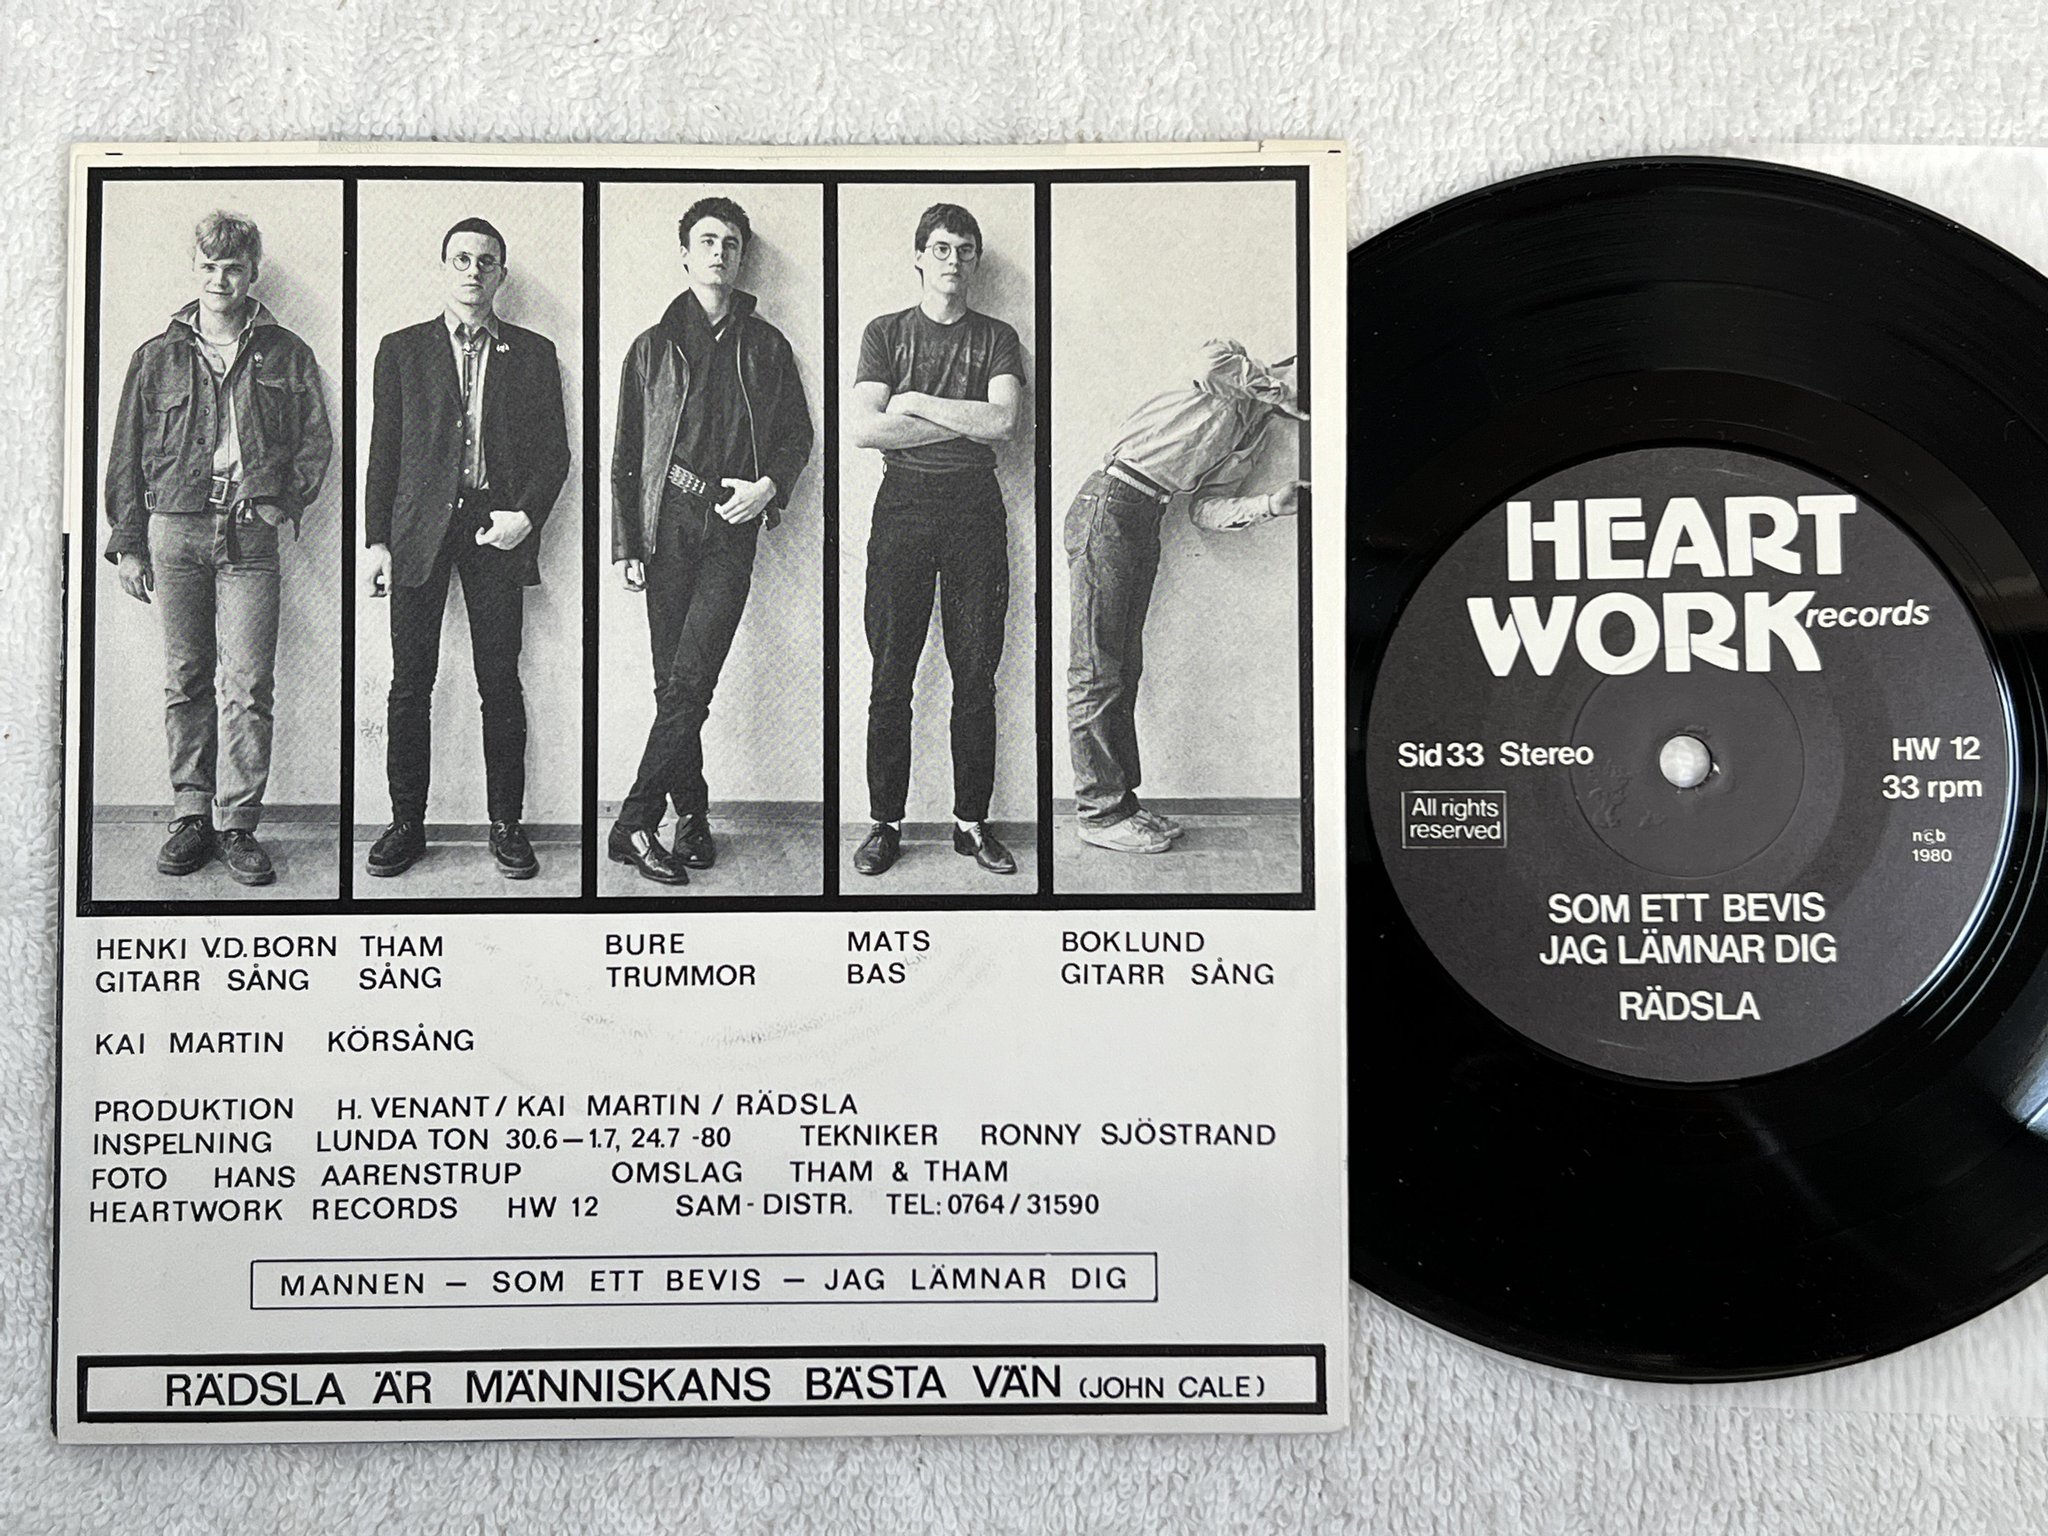 HENKI V.D.BORN THAM BURE MATS BOKLUND
GITARR SÅNG SÅNG TRUMMOR BAS GITARR SÅNG
KAI MARTIN KÖRSÅNG
PRODUKTION H. VENANT / KAI MARTIN / RÄDSLA
INSPELNING LUNDA TON 30.6–1.7, 24.7 -80 TEKNIKER RONNY SJÖSTRAND
FOTO HANS AARENSTRUP OMSLAG THAM & THAM
HEARTWORK RECORDS HW 12 SAM-DISTR. TEL: 0764/31590
MANNEN – SOM ETT BEVIS – JAG LÄMNAR DIG
RÄDSLA ÄR MÄNNISKANS BÄSTA VÄN (JOHN CALE)
HEART
WORK records
Sid 33 Stereo
HW 12
33 rpm
All rights
reserved
ncb
1980
SOM ETT BEVIS
JAG LÄMNAR DIG
RÄDSLA